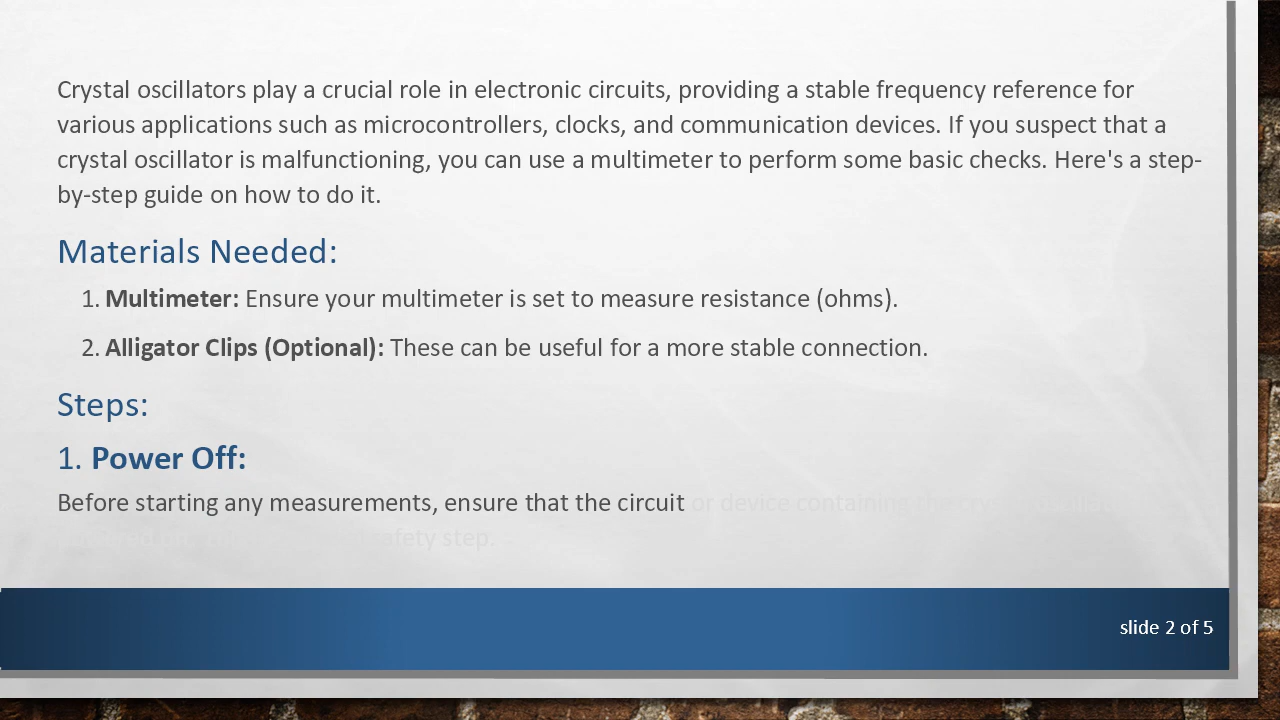 Crystal oscillators play a crucial role in electronic circuits, providing a stable frequency reference for
various applications such as microcontrollers, clocks, and communication devices. If you suspect that a
crystal oscillator is malfunctioning, you can use a multimeter to perform some basic checks. Here's a step-
by-step guide on how to do it.
Materials Needed:
1. Multimeter: Ensure your multimeter is set to measure resistance (ohms).
2. Alligator Clips (Optional): These can be useful for a more stable connection.
Steps:
1. Power Off:
Before starting any measurements, ensure that the circuit or device containing the
safety step.
slide 2 of 5